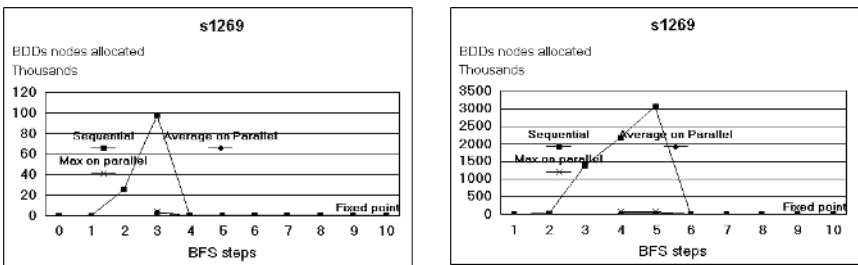 s1269
BDDs nodes allocated
Thousands
120
100
80
60
40
20
0
Sequential
Average on Parallel
Max on parallel
Fixed point
0 1 2 3 4 5 6 7 8 9 10
BFS steps
s1269
BDDs nodes allocated
Thousands
3500
3000
2500
2000
1500
1000
500
0
Sequential
Average on Parallel
Max on parallel
Fixed point
1 2 3 4 5 6 7 8 9 10
BFS steps